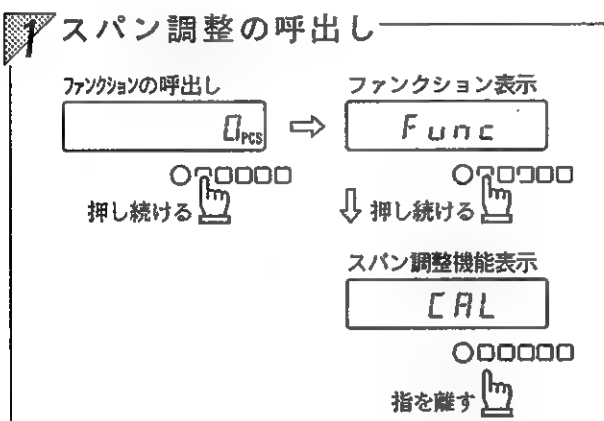 1 スパン調整の呼出し
ファンクションの呼出し
0PCS
押し続ける
ファンクション表示
Func
押し続ける
スパン調整機能表示
CAL
指を離す